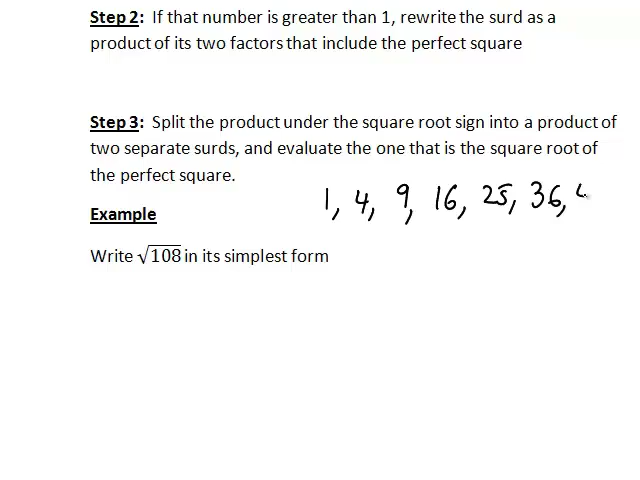 Step 2: If that number is greater than 1, rewrite the surd as a
product of its two factors that include the perfect square
Step 3: Split the product under the square root sign into a product of
two separate surds, and evaluate the one that is the square root of
the perfect square.
1, 4, 9, 16, 25, 36,
Example
Write √108 in its simplest form